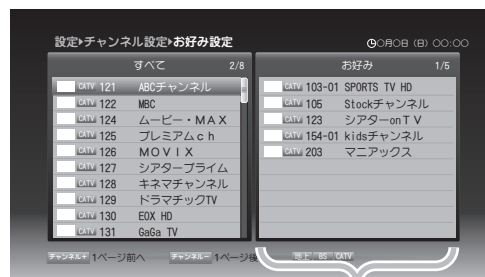 設定▸チャンネル設定▸お好み設定
○月○日 (日) ○○:○○
すべて 2/8
CATV 121 ABCチャンネル
CATV 122 MBC
CATV 124 ムービー・MAX
CATV 125 プレミアムch
CATV 126 MOVIX
CATV 127 シアタープライム
CATV 128 キネマチャンネル
CATV 129 ドラマチックTV
CATV 130 EOX HD
CATV 131 GaGa TV
お好み 1/5
CATV 103-01 SPORTS TV HD
CATV 105 Stockチャンネル
CATV 123 シアターonTV
CATV 154-01 kidsチャンネル
CATV 203 マニアックス
チャンネル+ 1ページ前へ チャンネル− 1ページ後 地上 BS CATV